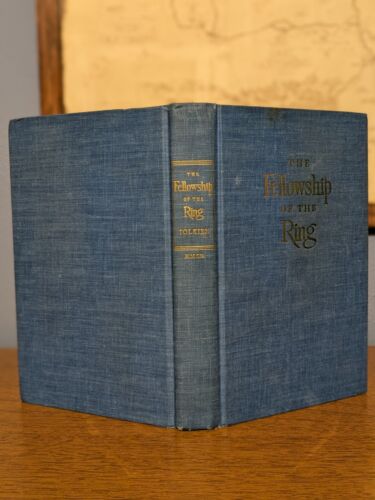 THE
Fellowship
OF THE
Ring
TOLKIEN
THE
Fellowship
OF THE
Ring